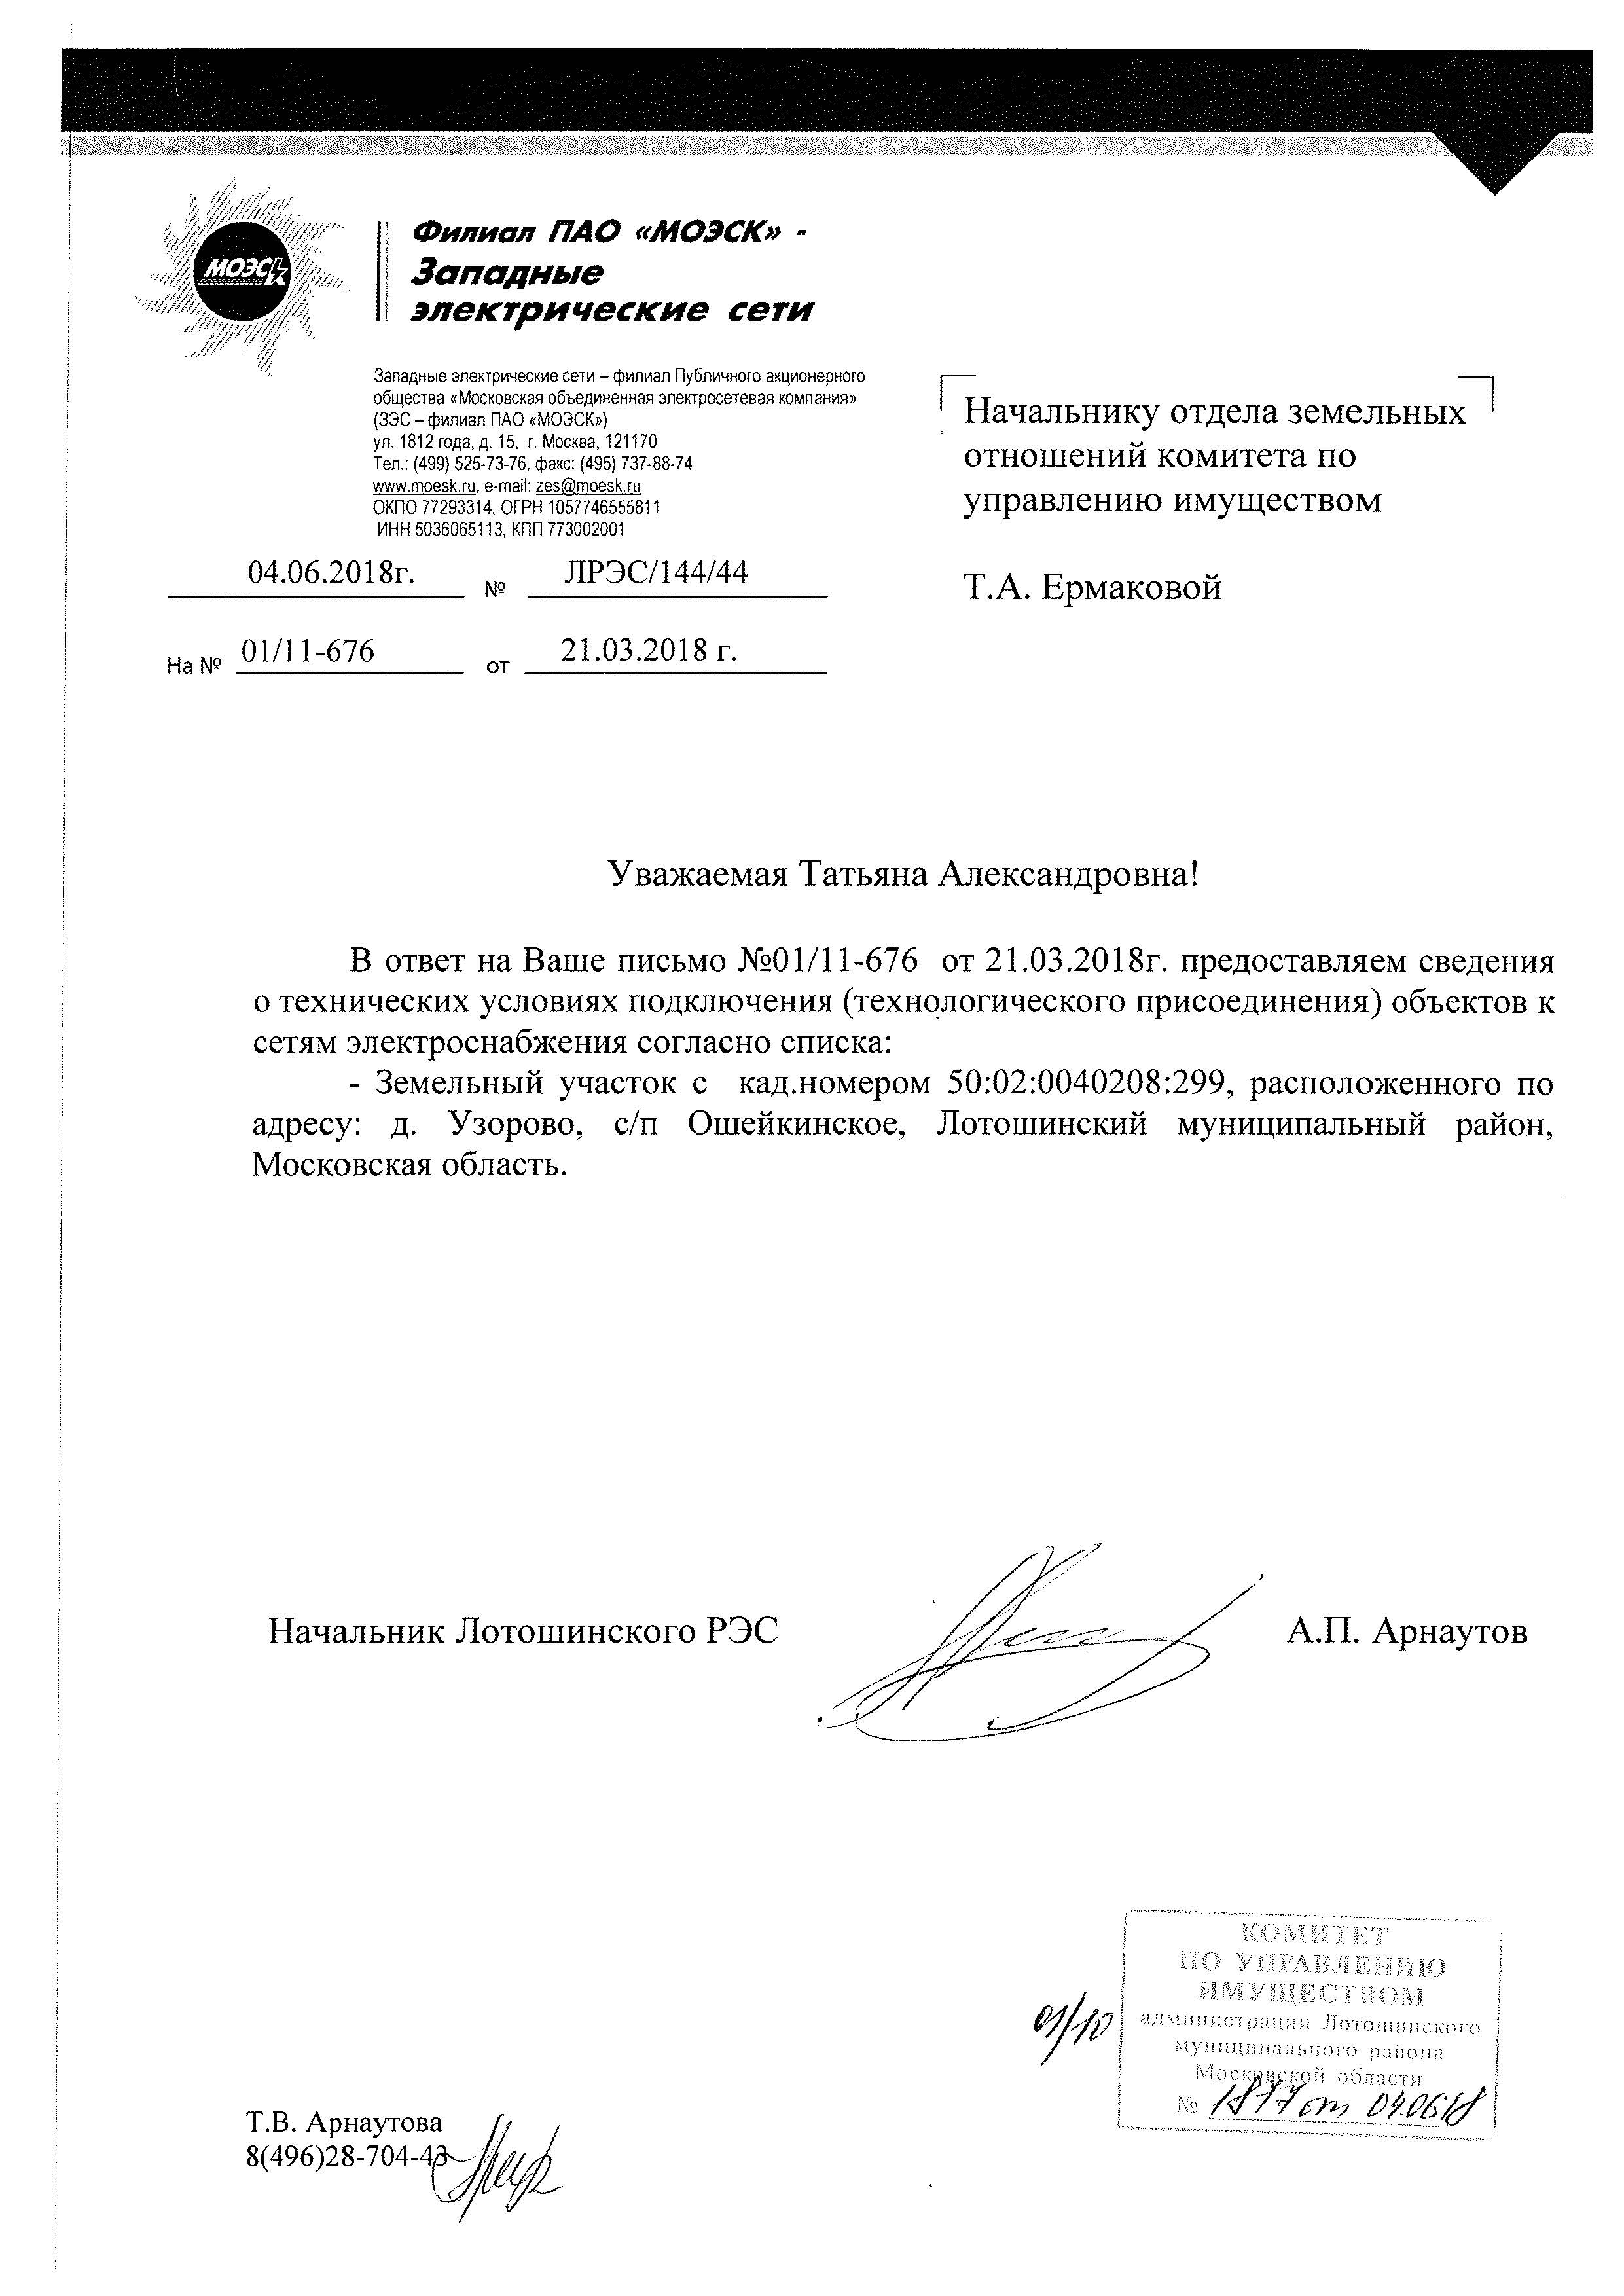 МОЭСК
Филиал ПАО «МОЭСК» -
Западные
электрические сети
Западные электрические сети – филиал Публичного акционерного
общества «Московская объединенная электросетевая компания»
(ЗЭС – филиал ПАО «МОЭСК»)
ул. 1812 года, д. 15, г. Москва, 121170
Тел.: (499) 525-73-76, факс: (495) 737-88-74
www.moesk.ru, e-mail: zes@moesk.ru
ОКПО 77293314, ОГРН 1057746555811
ИНН 5036065113, КПП 773002001
04.06.2018г. № ЛРЭС/144/44
На № 01/11-676 от 21.03.2018 г.
Начальнику отдела земельных
отношений комитета по
управлению имуществом
Т.А. Ермаковой
Уважаемая Татьяна Александровна!
В ответ на Ваше письмо №01/11-676 от 21.03.2018г. предоставляем сведения
о технических условиях подключения (технологического присоединения) объектов к
сетям электроснабжения согласно списка:
- Земельный участок с кад.номером 50:02:0040208:299, расположенного по
адресу: д. Узорово, с/п Ошейкинское, Лотошинский муниципальный район,
Московская область.
Начальник Лотошинского РЭС А.П. Арнаутов
КОМИТЕТ
ПО УПРАВЛЕНИЮ
ИМУЩЕСТВОМ
администрации Лотошинского
муниципального района
Московской области
№ 1877 от 04.06.18
01/10
Т.В. Арнаутова
8(496)28-704-43